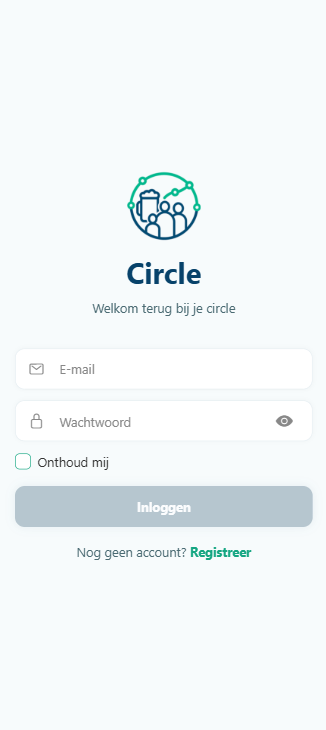 Circle
Welkom terug bij je circle
E-mail
Wachtwoord
Onthoud mij
Inloggen
Nog geen account? Registreer